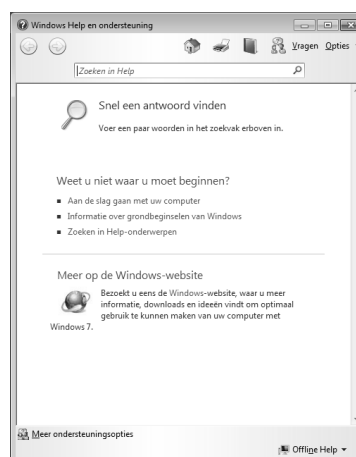 Windows Help en ondersteuning
Vragen Opties
Zoeken in Help
Snel een antwoord vinden
Voer een paar woorden in het zoekvak erboven in.
Weet u niet waar u moet beginnen?
Aan de slag gaan met uw computer
Informatie over grondbeginselen van Windows
Zoeken in Help-onderwerpen
Meer op de Windows-website
Bezoekt u eens de Windows-website, waar u meer
informatie, downloads en ideeën vindt om optimaal
gebruik te kunnen maken van uw computer met
Windows 7.
Meer ondersteuningsopties
Offline Help